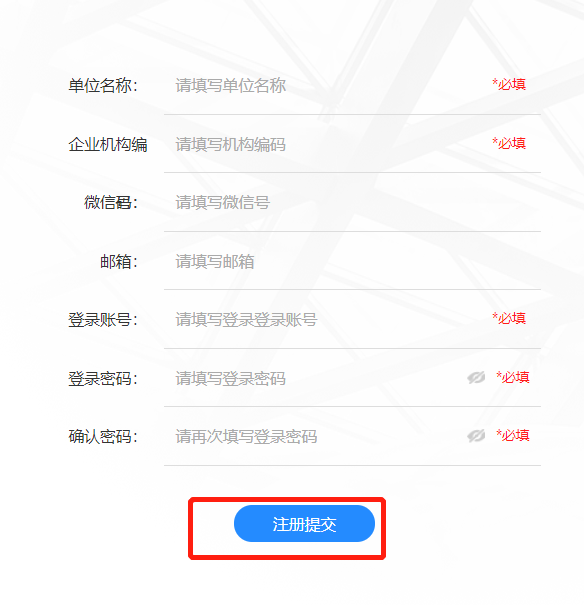 单位名称： 请填写单位名称 *必填
企业机构编 请填写机构编码 *必填
微信号： 请填写微信号
邮箱： 请填写邮箱
登录账号： 请填写登录登录账号 *必填
登录密码： 请填写登录密码 *必填
确认密码： 请再次填写登录密码 *必填
注册提交